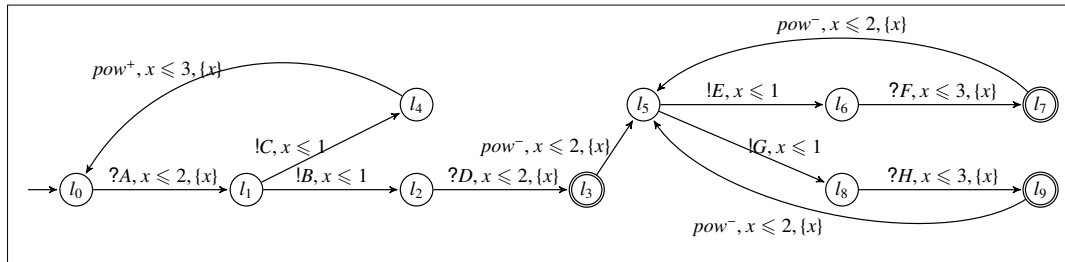 pow⁻, x ⩽ 2, {x}
pow⁺, x ⩽ 3, {x}
l₄
l₅
!E, x ⩽ 1
l₆
?F, x ⩽ 3, {x}
l₇
!C, x ⩽ 1
pow⁻, x ⩽ 2, {x}
!G, x ⩽ 1
l₀
?A, x ⩽ 2, {x}
l₁
!B, x ⩽ 1
l₂
?D, x ⩽ 2, {x}
l₃
l₈
?H, x ⩽ 3, {x}
l₉
pow⁻, x ⩽ 2, {x}